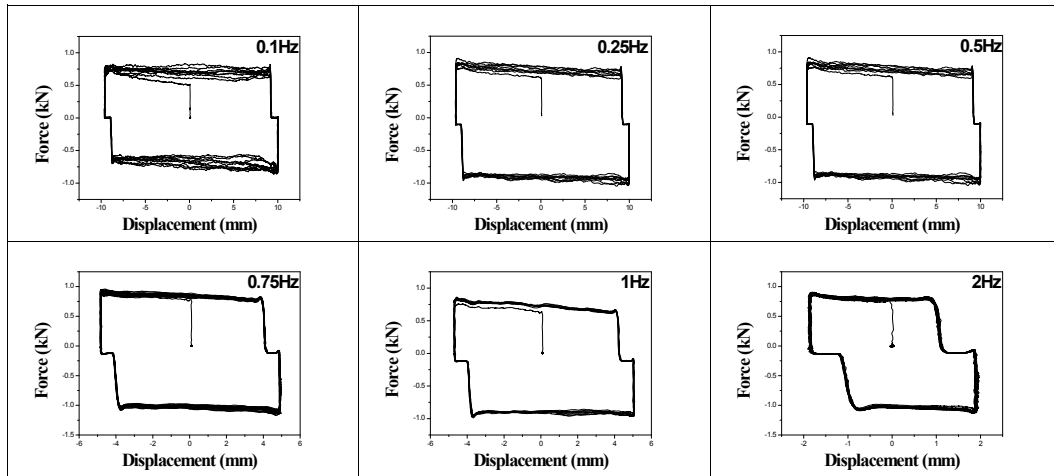 0.1Hz
1.0
0.5
0.0
-0.5
-1.0
Force (kN)
-10 -5 0 5 10
Displacement (mm)
0.25Hz
1.0
0.5
0.0
-0.5
-1.0
Force (kN)
-10 -5 0 5 10
Displacement (mm)
0.5Hz
1.0
0.5
0.0
-0.5
-1.0
Force (kN)
-10 -5 0 5 10
Displacement (mm)
0.75Hz
1.0
0.5
0.0
-0.5
-1.0
-1.5
Force (kN)
-6 -4 -2 0 2 4 6
Displacement (mm)
1Hz
1.0
0.5
0.0
-0.5
-1.0
Force (kN)
-6 -4 -2 0 2 4 6
Displacement (mm)
2Hz
1.0
0.5
0.0
-0.5
-1.0
-1.5
Force (kN)
-2 -1 0 1 2
Displacement (mm)